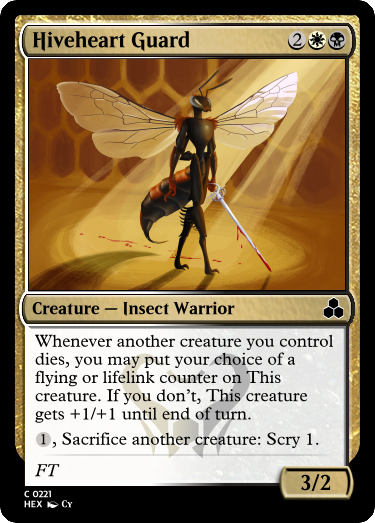 Hiveheart Guard 2
Creature — Insect Warrior
Whenever another creature you control
dies, you may put your choice of a
flying or lifelink counter on This
creature. If you don't, This creature
gets +1/+1 until end of turn.
1, Sacrifice another creature: Scry 1.
FT
3/2
C 0221
HEX Cy